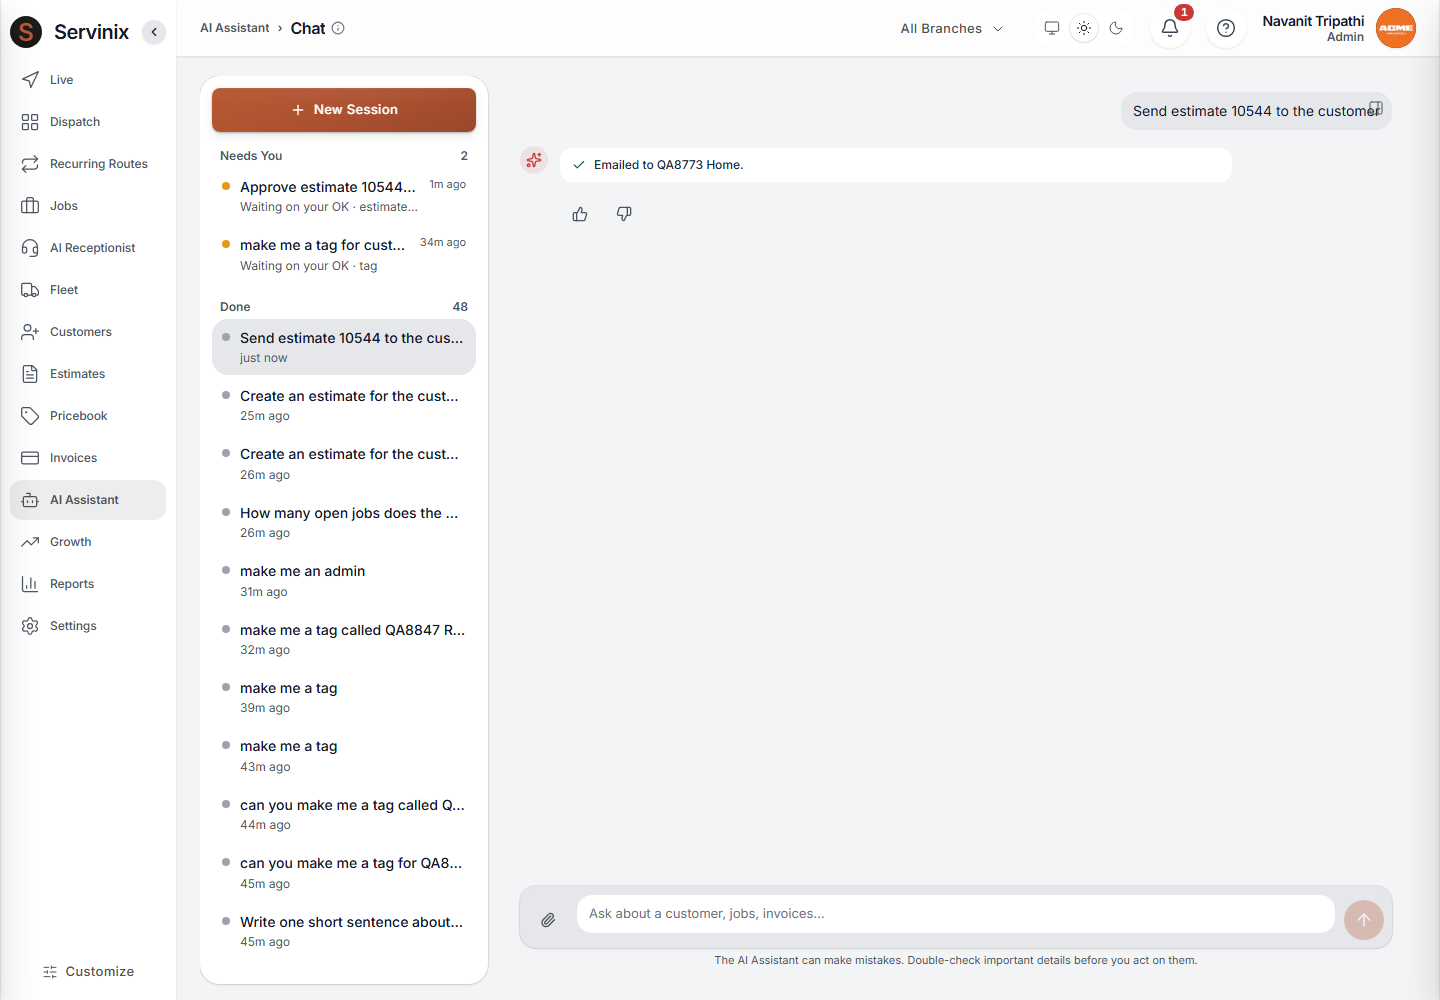 S Servinix
Live
Dispatch
Recurring Routes
Jobs
AI Receptionist
Fleet
Customers
Estimates
Pricebook
Invoices
AI Assistant
Growth
Reports
Settings
Customize
AI Assistant › Chat
All Branches
1
Navanit Tripathi
Admin
ACME
New Session
Needs You 2
Approve estimate 10544... 1m ago
Waiting on your OK · estimate...
make me a tag for cust... 34m ago
Waiting on your OK · tag
Done 48
Send estimate 10544 to the cus...
just now
Create an estimate for the cust...
25m ago
Create an estimate for the cust...
26m ago
How many open jobs does the ...
26m ago
make me an admin
31m ago
make me a tag called QA8847 R...
32m ago
make me a tag
39m ago
make me a tag
43m ago
can you make me a tag called Q...
44m ago
can you make me a tag for QA8...
45m ago
Write one short sentence about...
45m ago
Send estimate 10544 to the customer
Emailed to QA8773 Home.
Ask about a customer, jobs, invoices...
The AI Assistant can make mistakes. Double-check important details before you act on them.